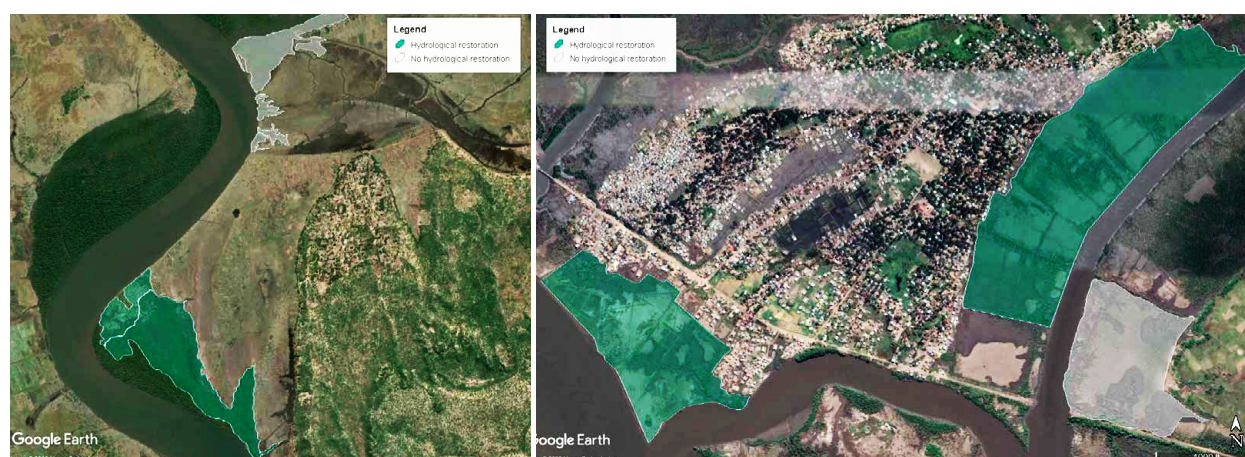 Legend
Hydrological restoration
No hydrological restoration
Google Earth
Legend
Hydrological restoration
No hydrological restoration
Google Earth
N